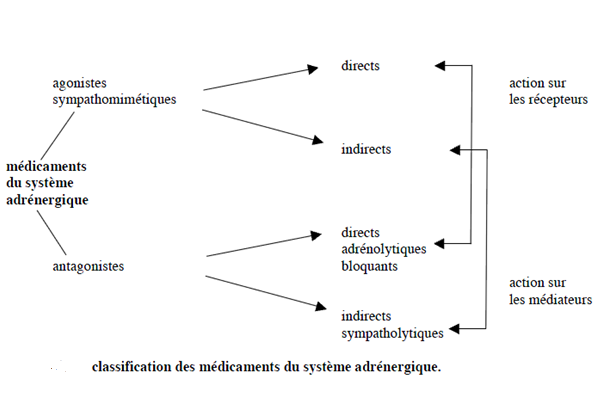 directs
agonistes
sympathomimétiques
action sur
les récepteurs
indirects
médicaments
du système
adrénergique
directs
adrénolytiques
bloquants
antagonistes
action sur
les médiateurs
indirects
sympatholytiques
classification des médicaments du système adrénergique.